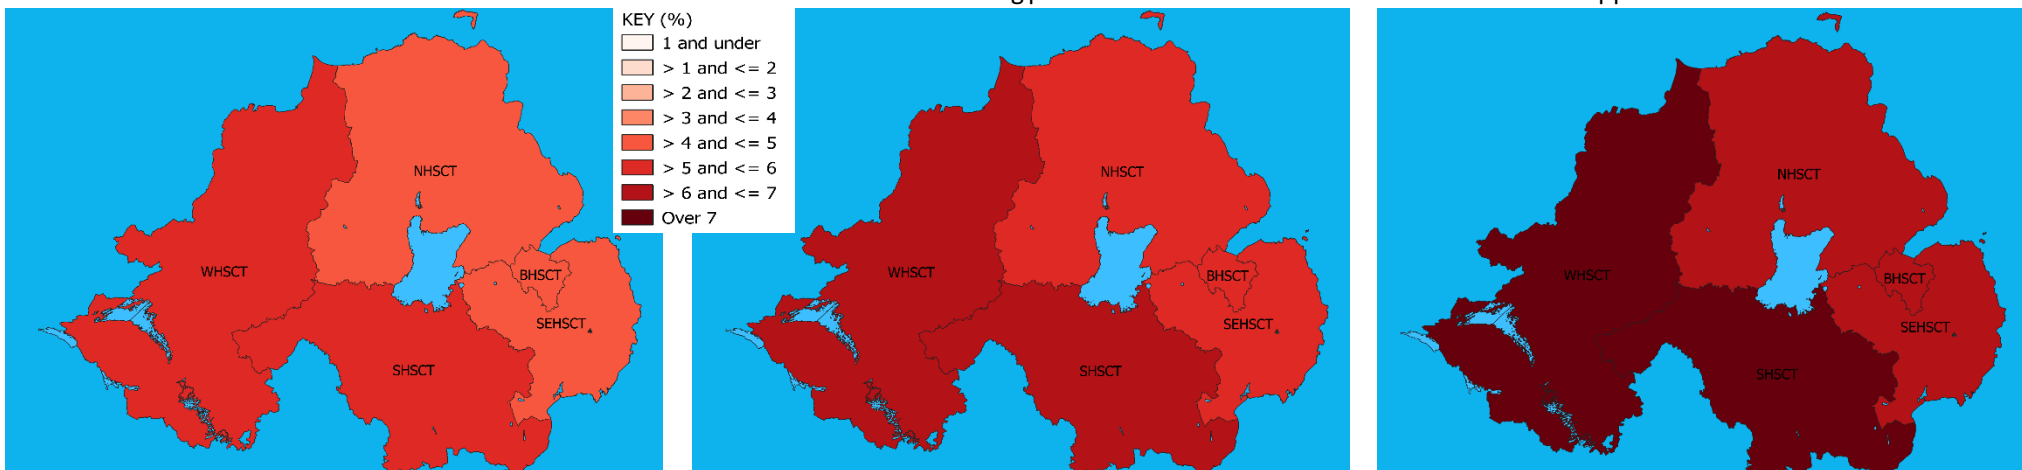 KEY (%)
1 and under
> 1 and <= 2
> 2 and <= 3
> 3 and <= 4
> 4 and <= 5
> 5 and <= 6
> 6 and <= 7
Over 7
NHSCT
WHSCT
BHSCT
SEHSCT
SHSCT
NHSCT
WHSCT
BHSCT
SEHSCT
SHSCT
NHSCT
WHSCT
BHSCT
SEHSCT
SHSCT